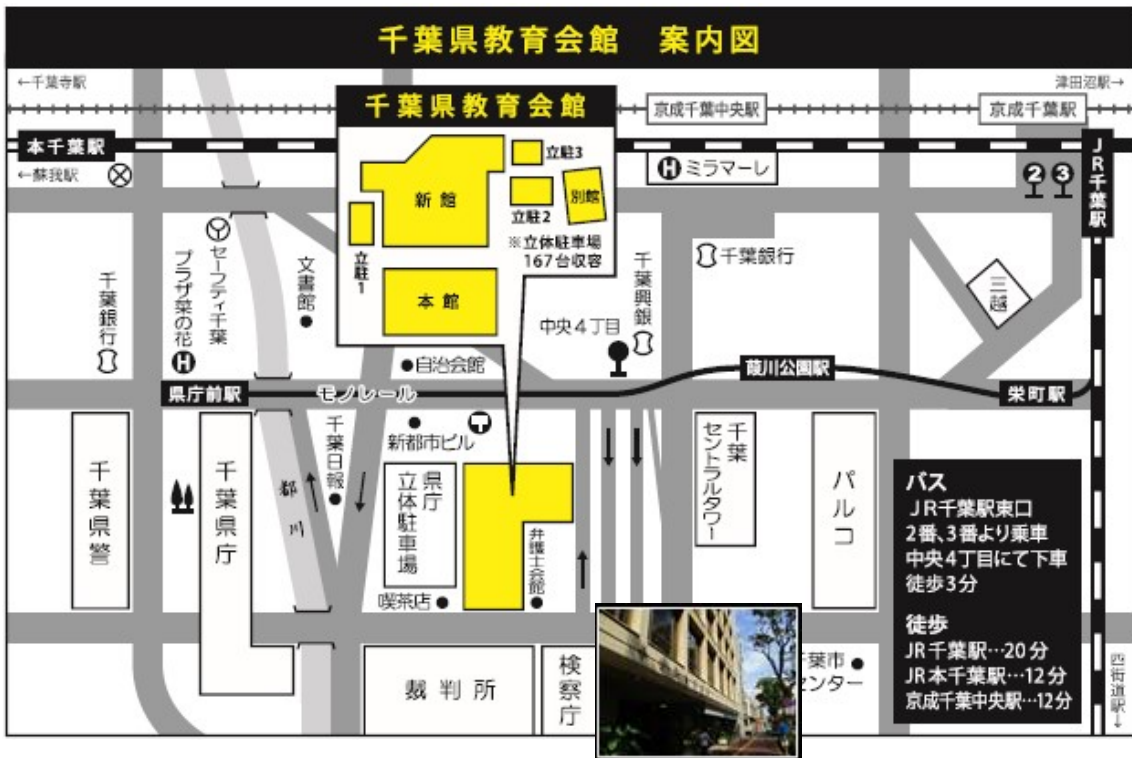 千葉県教育会館 案内図
←千葉寺駅
津田沼駅→
京成千葉中央駅
京成千葉駅
本千葉駅
←蘇我駅
JR千葉駅
千葉県教育会館
新館
立駐3
立駐2
別館
※立体駐車場
167台収容
立駐1
本館
Hミラマーレ
2 3
千葉銀行
三越
千葉興銀
中央4丁目
文書館
セーフティ千葉
プラザ菜の花
H
千葉銀行
自治会館
県庁前駅
モノレール
葭川公園駅
栄町駅
新都市ビル
千葉日報
都川
千葉県警
千葉県庁
県庁
立体駐車場
弁護士会館
喫茶店
千葉
セントラルタワー
パルコ
バス
JR千葉駅東口
2番、3番より乗車
中央4丁目にて下車
徒歩3分
徒歩
JR千葉駅…20分
JR本千葉駅…12分
京成千葉中央駅…12分
四街道駅→
裁判所
検察庁
葉市
センター